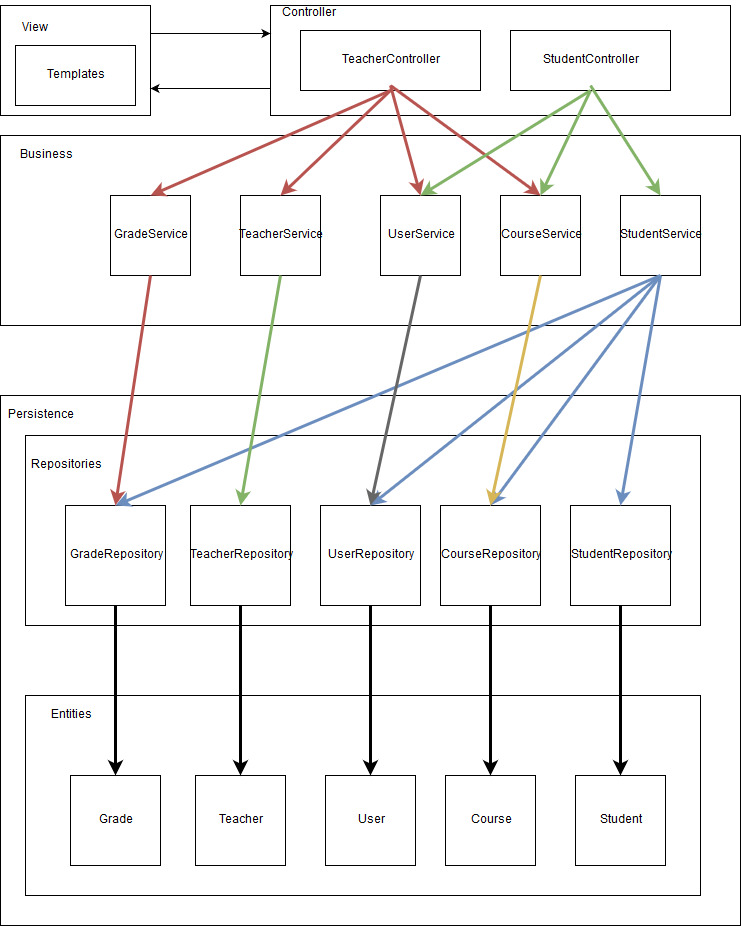 View
Controller
Templates
TeacherController
StudentController
Business
GradeService
TeacherService
UserService
CourseService
StudentService
Persistence
Repositories
GradeRepository
TeacherRepository
UserRepository
CourseRepository
StudentRepository
Entities
Grade
Teacher
User
Course
Student